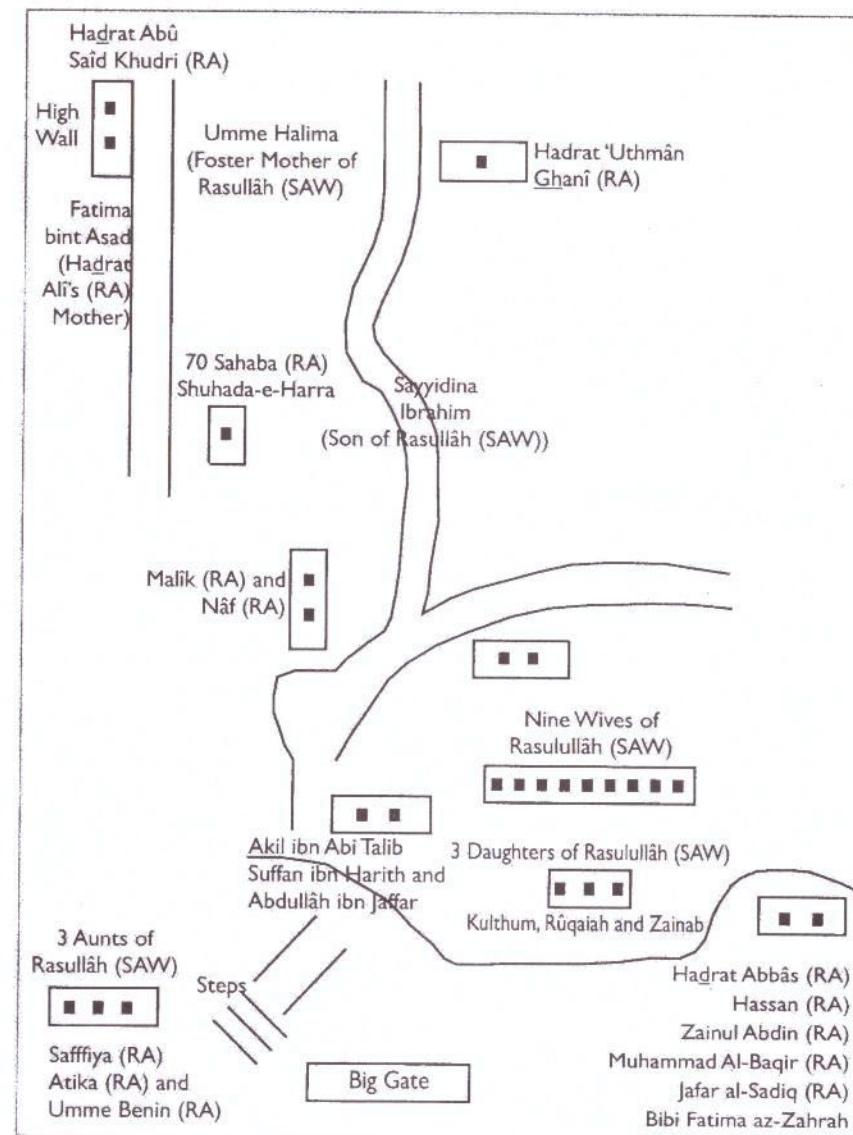 Hadrat Abû
Saîd Khudri (RA)
High
Wall
Umme Halima
(Foster Mother of
Rasullâh (SAW)
Hadrat ‘Uthmân
Ghanî (RA)
Fatima
bint Asad
(Hadrat
Alî's (RA)
Mother)
70 Sahaba (RA)
Shuhada-e-Harra
Sayyidina
Ibrahim
(Son of Rasullâh (SAW))
Malîk (RA) and
Nâf (RA)
Nine Wives of
Rasulullâh (SAW)
Akil ibn Abi Talib
Suffan ibn Harith and
Abdullâh ibn Jaffar
3 Daughters of Rasulullâh (SAW)
Kulthum, Rûqaiah and Zainab
3 Aunts of
Rasullâh (SAW)
Steps
Safffiya (RA)
Atika (RA) and
Umme Benin (RA)
Big Gate
Hadrat Abbâs (RA)
Hassan (RA)
Zainul Abdin (RA)
Muhammad Al-Baqir (RA)
Jafar al-Sadiq (RA)
Bibi Fatima az-Zahrah